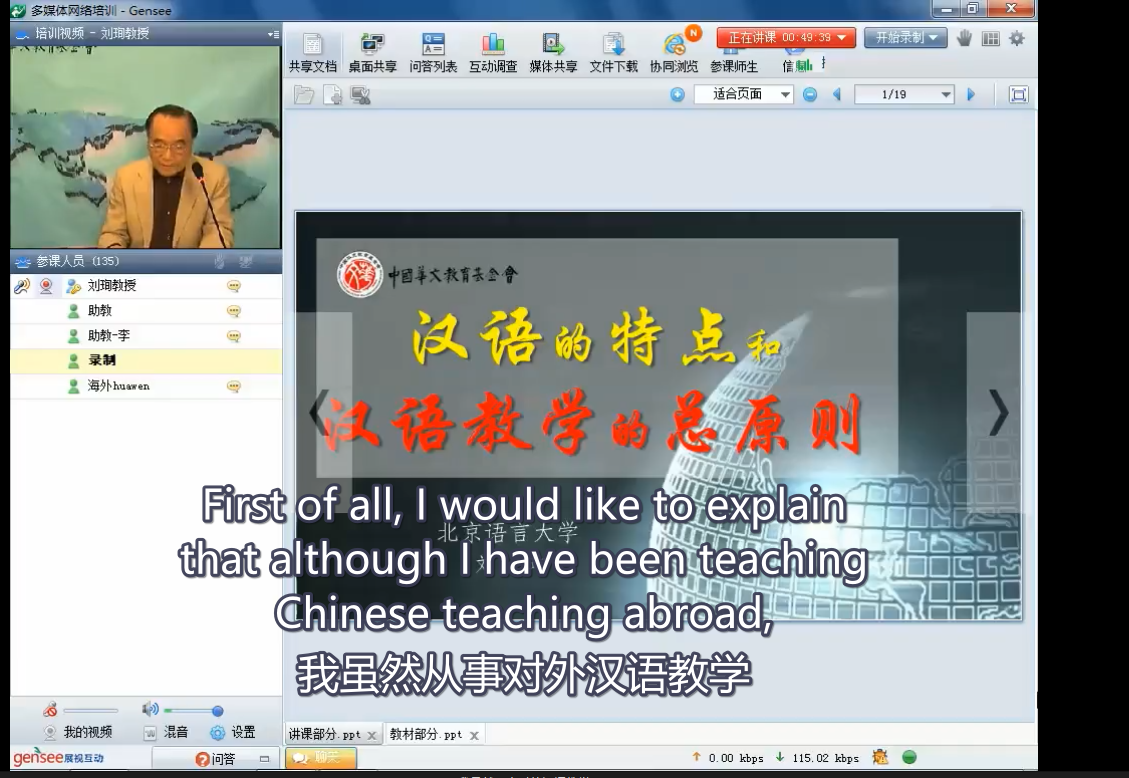 多媒体网络培训 - Gensee
培训视频 - 刘珣教授
共享文档 桌面共享 问答列表 互动调查 媒体共享 文件下载 协同浏览 参课师生
N
正在讲课 00:49:39
开始录制
适合页面
1/19
参课人员 (135)
刘珣教授
助教
助教-李
录制
海外huawen
中國華文教育基金會
汉语的特点和
汉语教学的总原则
北京语言大学
First of all, I would like to explain
that although I have been teaching
Chinese teaching abroad,
我虽然从事对外汉语教学
我的视频 混音 设置
讲课部分.ppt x 教材部分.ppt x
gensee展视互动
问答
聊天
0.00 kbps 115.02 kbps